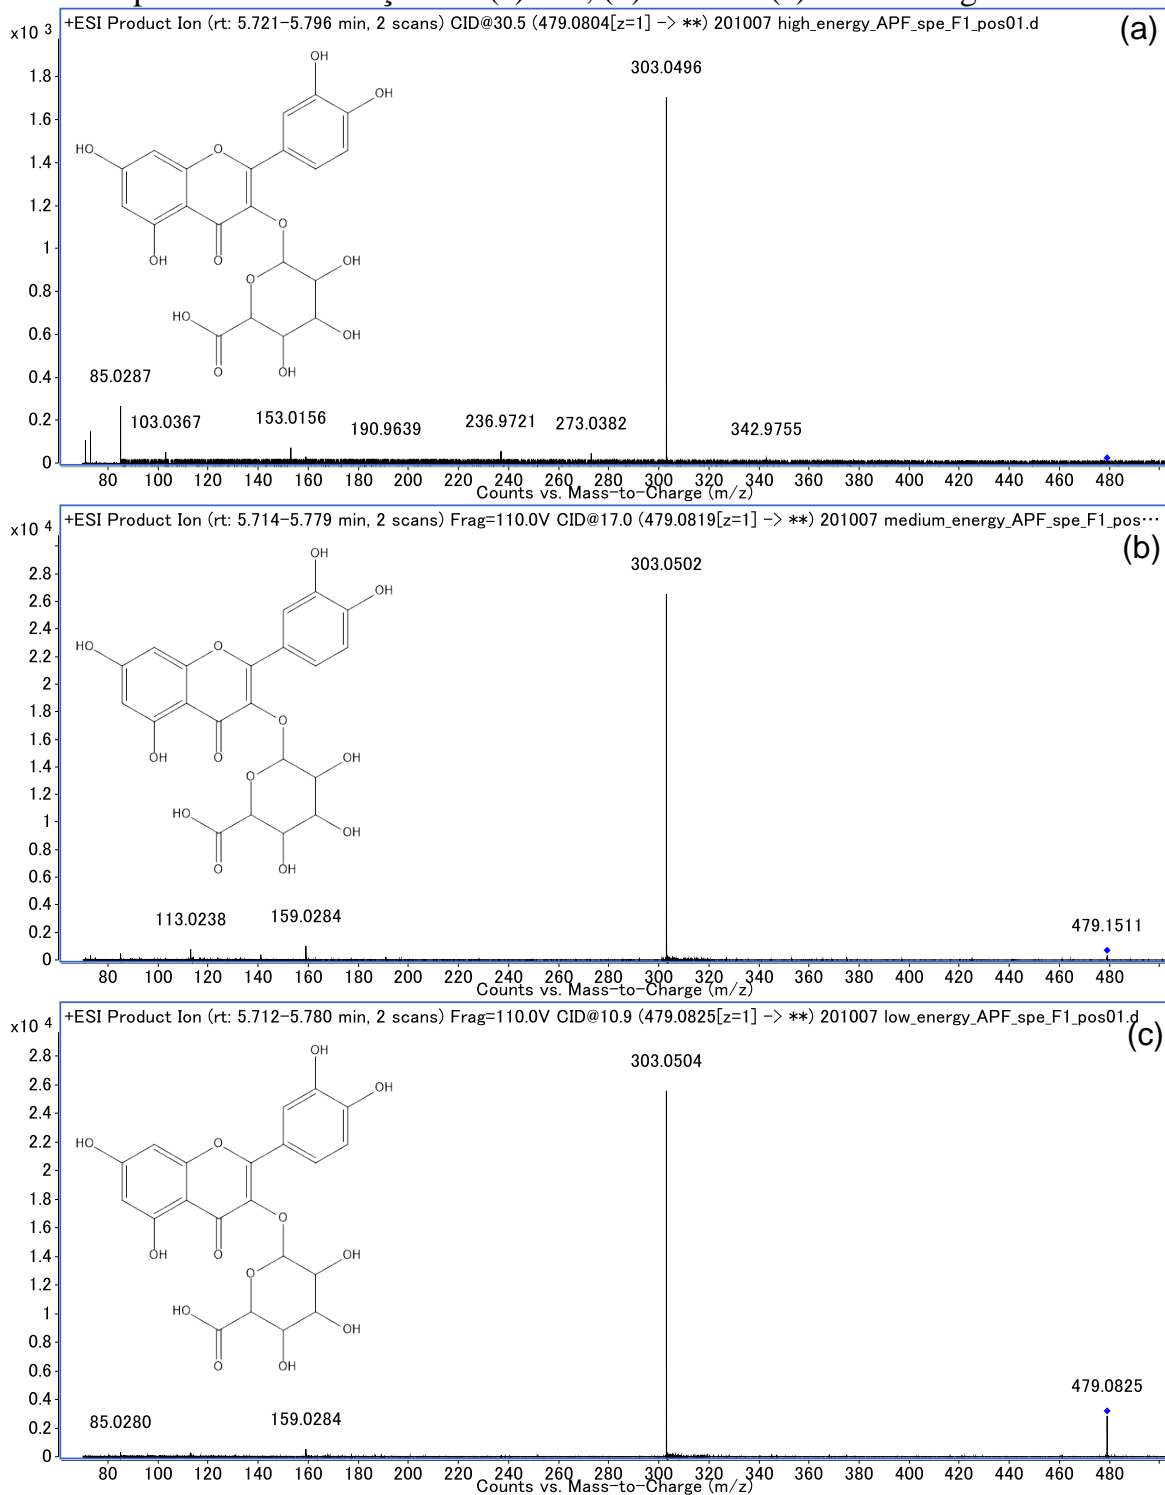 (a)
+ESI Product Ion (rt: 5.721-5.796 min, 2 scans) CID@30.5 (479.0804[z=1] -> **) 201007 high_energy_APF_spe_F1_pos01.d
x10 3
1.8
1.6
1.4
1.2
1
0.8
0.6
0.4
0.2
0
OH
OH
HO
O
O
OH
O
O
OH
HO
OH
O
OH
303.0496
85.0287
103.0367
153.0156
190.9639
236.9721
273.0382
342.9755
80 100 120 140 160 180 200 220 240 260 280 300 320 340 360 380 400 420 440 460 480
Counts vs. Mass-to-Charge (m/z)
+ESI Product Ion (rt: 5.714-5.779 min, 2 scans) Frag=110.0V CID@17.0 (479.0819[z=1] -> **) 201007 medium_energy_APF_spe_F1_pos···
(b)
x10 4
2.8
2.6
2.4
2.2
2
1.8
1.6
1.4
1.2
1
0.8
0.6
0.4
0.2
0
OH
OH
HO
O
O
OH
O
O
OH
HO
OH
O
OH
303.0502
113.0238
159.0284
479.1511
80 100 120 140 160 180 200 220 240 260 280 300 320 340 360 380 400 420 440 460 480
Counts vs. Mass-to-Charge (m/z)
+ESI Product Ion (rt: 5.712-5.780 min, 2 scans) Frag=110.0V CID@10.9 (479.0825[z=1] -> **) 201007 low_energy_APF_spe_F1_pos01.d
(c)
x10 4
2.8
2.6
2.4
2.2
2
1.8
1.6
1.4
1.2
1
0.8
0.6
0.4
0.2
0
OH
OH
HO
O
O
OH
O
O
OH
HO
OH
O
OH
303.0504
85.0280
159.0284
479.0825
80 100 120 140 160 180 200 220 240 260 280 300 320 340 360 380 400 420 440 460 480
Counts vs. Mass-to-Charge (m/z)